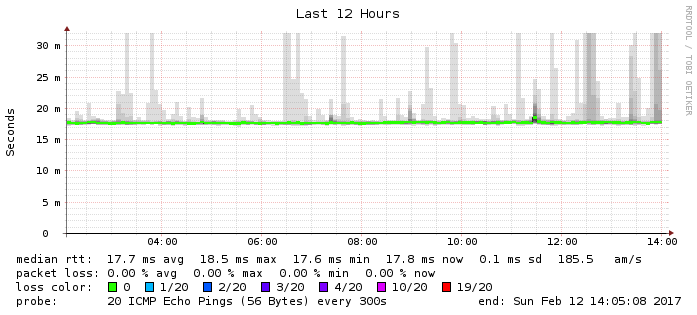 Last 12 Hours
RRDTOOL / TOBI OETIKER
Seconds
30 m
25 m
20 m
15 m
10 m
5 m
0
04:00 06:00 08:00 10:00 12:00 14:00
median rtt: 17.7 ms avg 18.5 ms max 17.6 ms min 17.8 ms now 0.1 ms sd 185.5 am/s
packet loss: 0.00 % avg 0.00 % max 0.00 % min 0.00 % now
loss color: 0 1/20 2/20 3/20 4/20 10/20 19/20
probe: 20 ICMP Echo Pings (56 Bytes) every 300s end: Sun Feb 12 14:05:08 2017